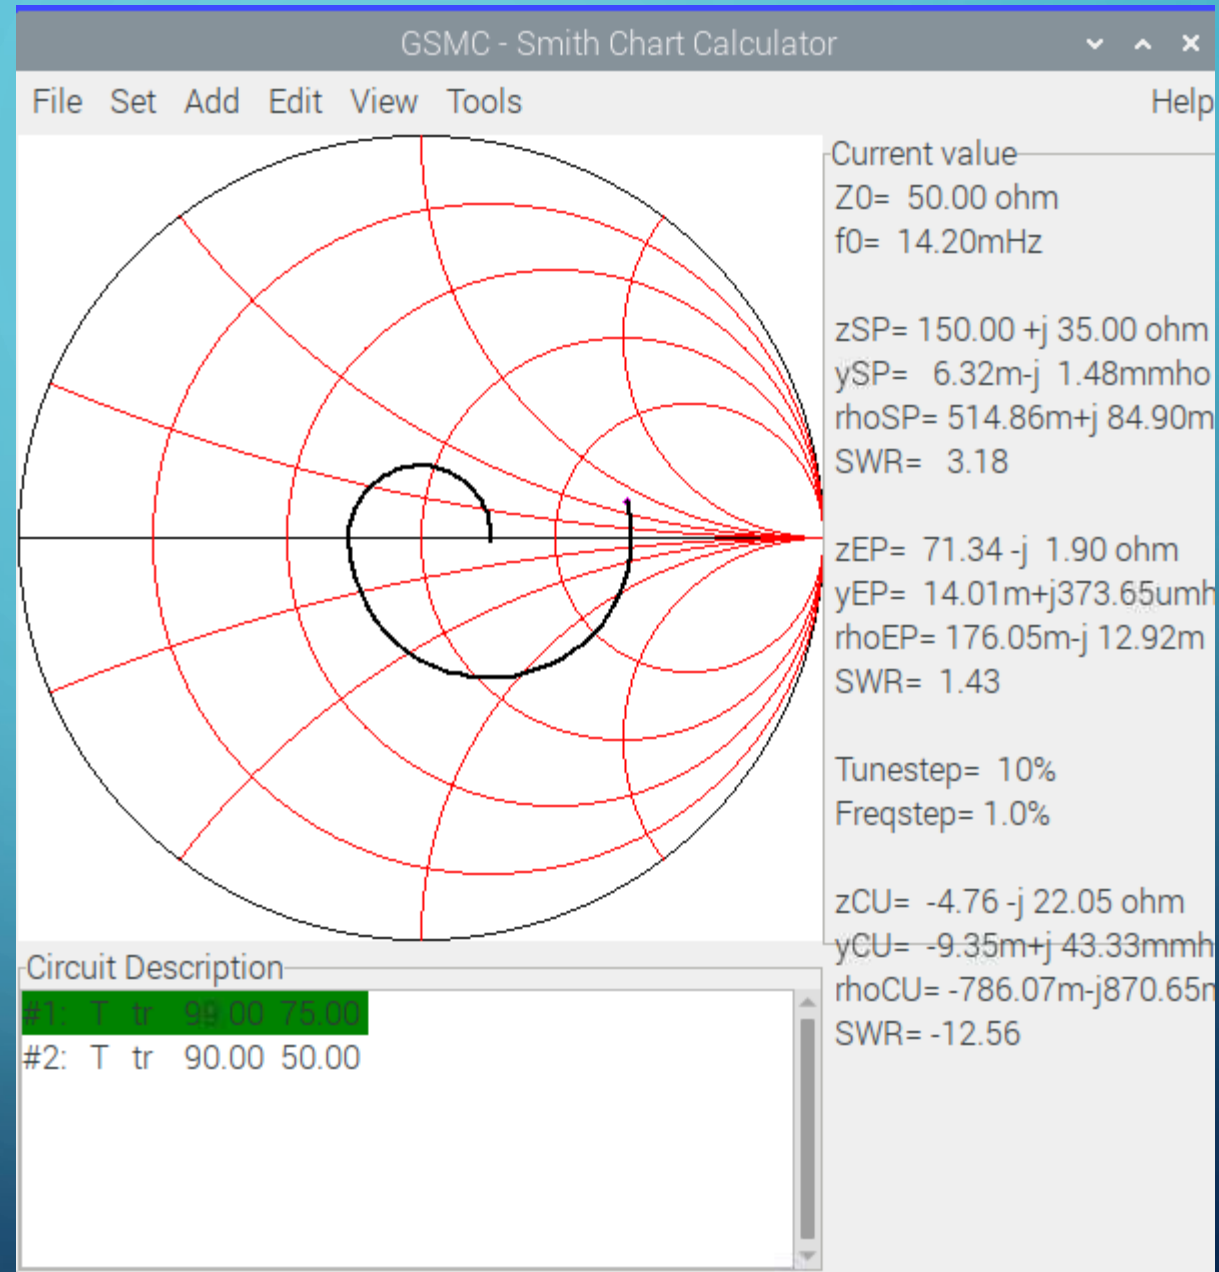 GSMC - Smith Chart Calculator
File Set Add Edit View Tools Help
Current value
Z0= 50.00 ohm
f0= 14.20mHz
zSP= 150.00 +j 35.00 ohm
ySP= 6.32m-j 1.48mmho
rhoSP= 514.86m+j 84.90m
SWR= 3.18
zEP= 71.34 -j 1.90 ohm
yEP= 14.01m+j373.65umh
rhoEP= 176.05m-j 12.92m
SWR= 1.43
Tunestep= 10%
Freqstep= 1.0%
zCU= -4.76 -j 22.05 ohm
yCU= -9.35m+j 43.33mmh
rhoCU= -786.07m-j870.65m
SWR= -12.56
Circuit Description
#1: T tr 99.00 75.00
#2: T tr 90.00 50.00